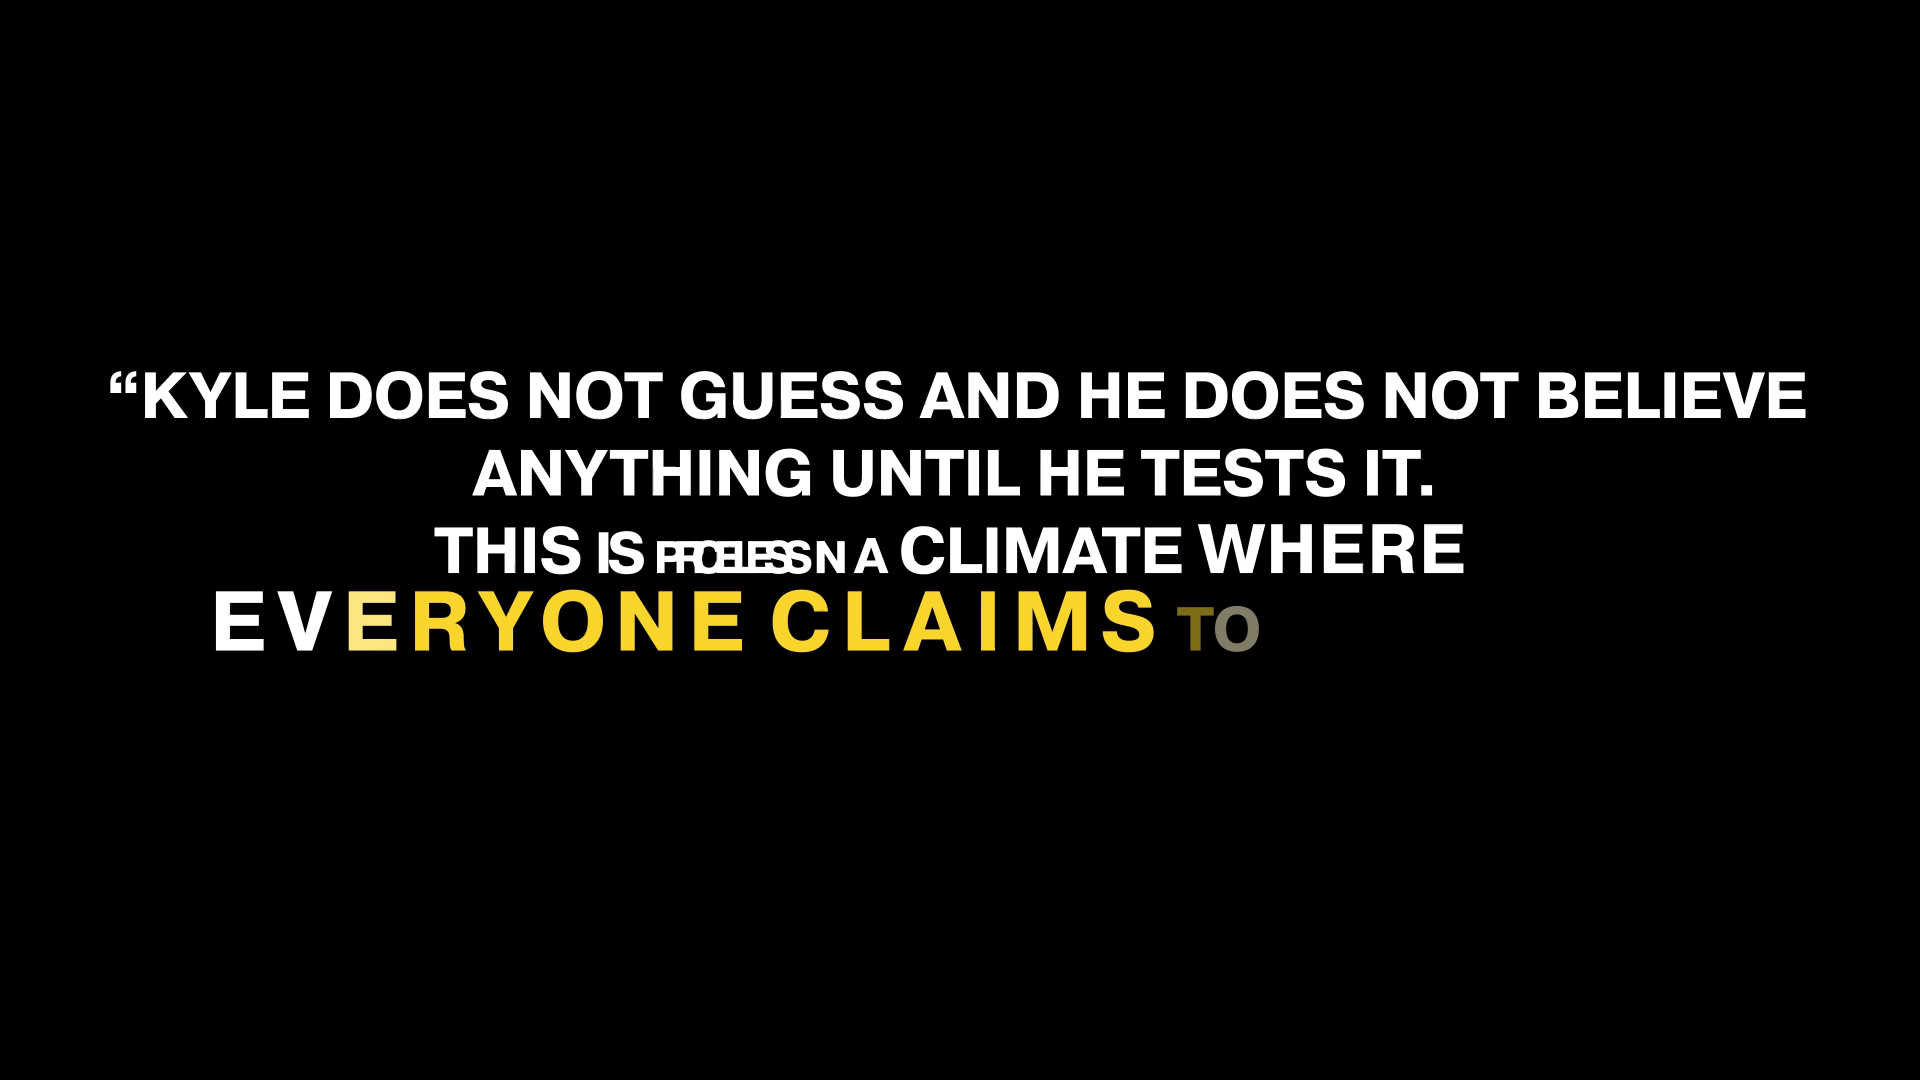 “KYLE DOES NOT GUESS AND HE DOES NOT BELIEVE
ANYTHING UNTIL HE TESTS IT.
THIS IS A CLIMATE WHERE
EVERYONE CLAIMS TO